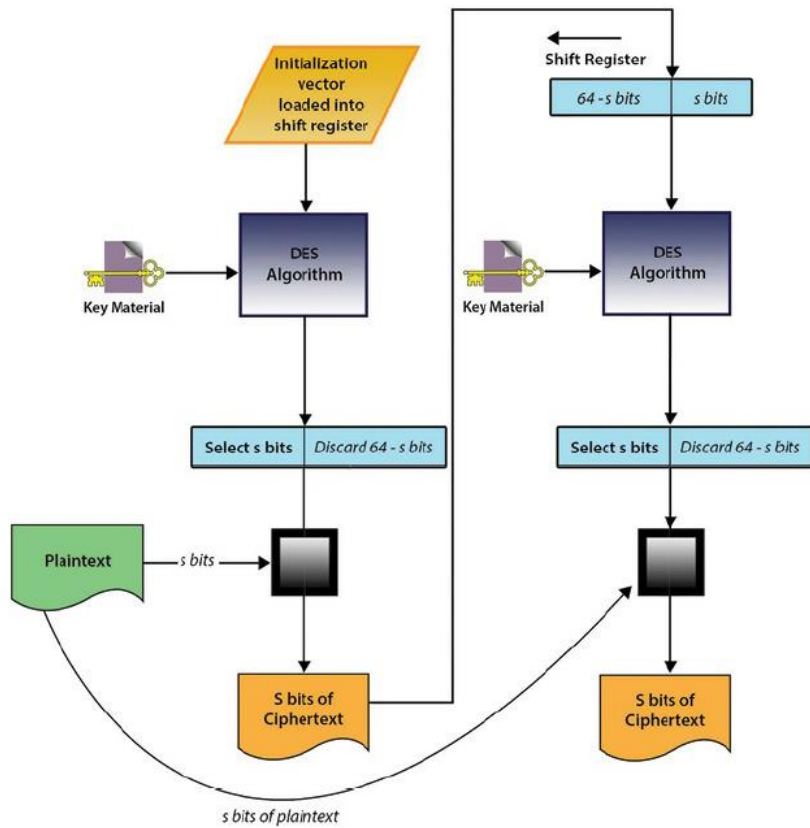 Initialization
vector
loaded into
shift register
Shift Register
64 - s bits
s bits
DES
Algorithm
Key Material
DES
Algorithm
Key Material
Select s bits
Discard 64 - s bits
Select s bits
Discard 64 - s bits
Plaintext
s bits
S bits of
Ciphertext
S bits of
Ciphertext
s bits of plaintext